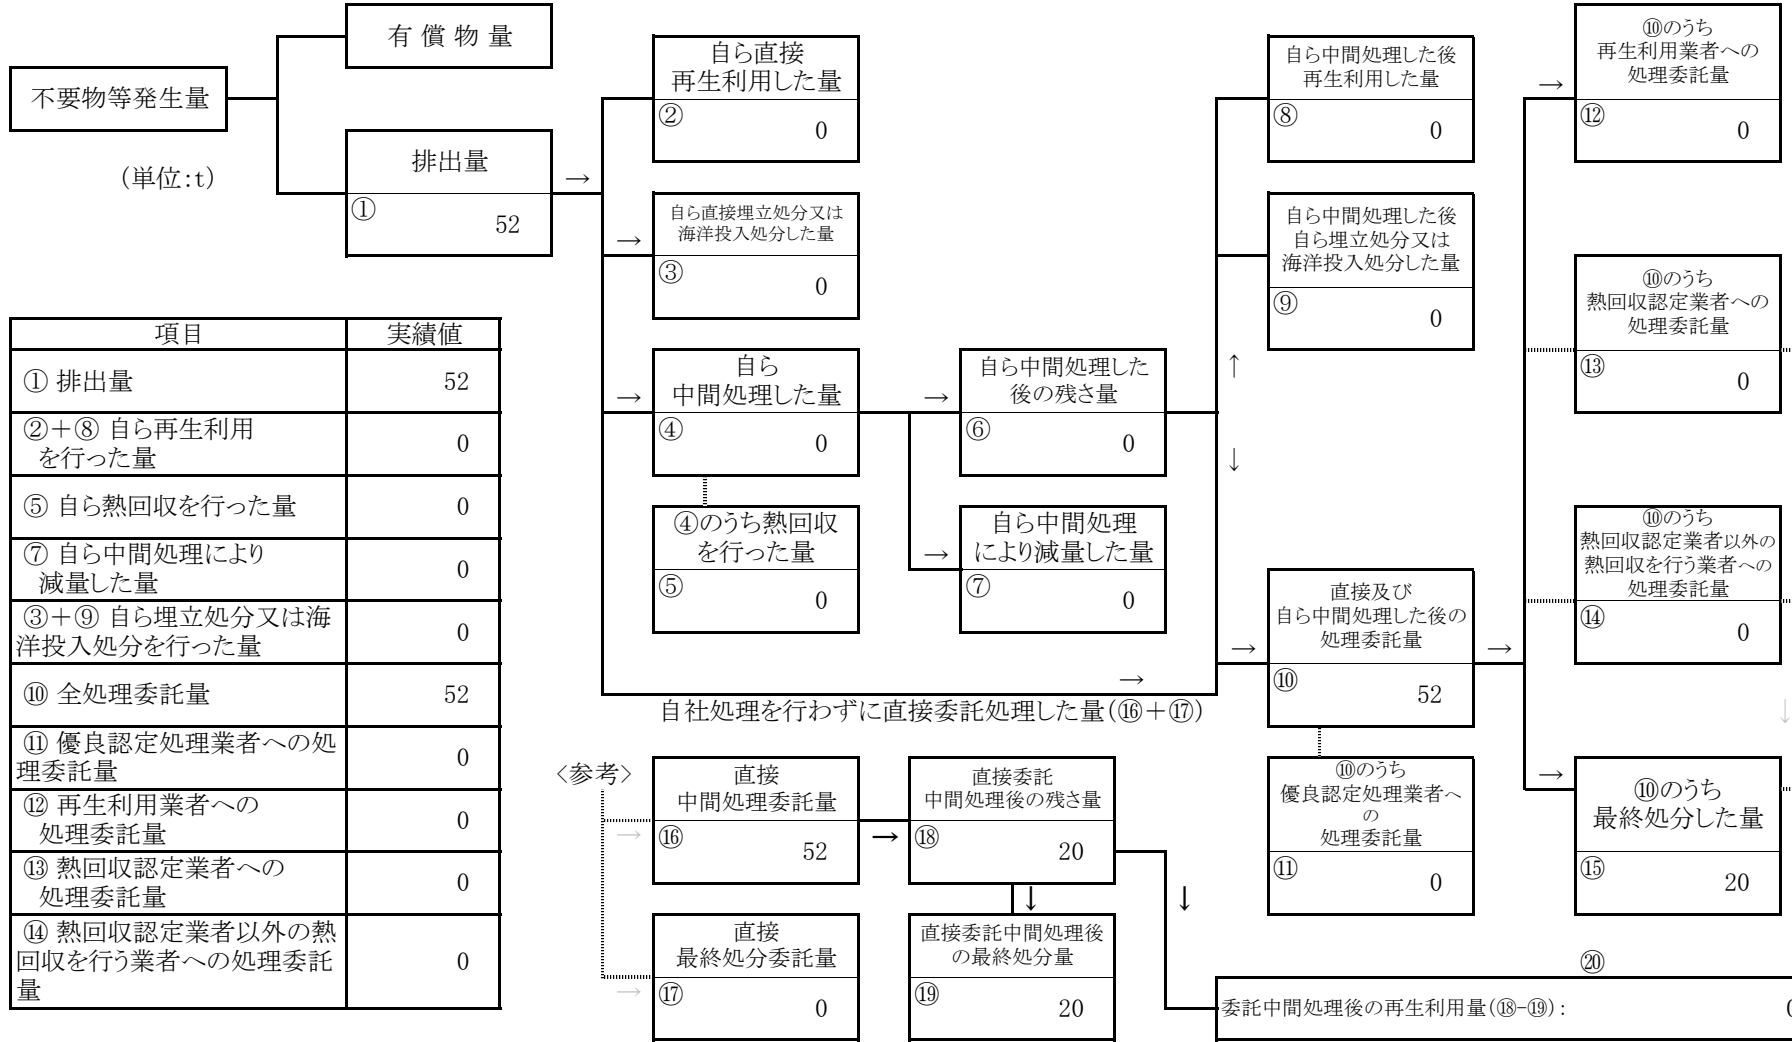 有 償 物 量
不要物等発生量
(単位:t)
排出量
①
52
→
自ら直接
再生利用した量
②
0
→
自ら直接埋立処分又は
海洋投入処分した量
③
0
→
自ら
中間処理した量
④
0
④のうち熱回収
を行った量
⑤
0
→
自ら中間処理した
後の残さ量
⑥
0
→
自ら中間処理
により減量した量
⑦
0
↑
↓
自ら中間処理した後
再生利用した量
⑧
0
自ら中間処理した後
自ら埋立処分又は
海洋投入処分した量
⑨
0
→
自社処理を行わずに直接委託処理した量(⑯+⑰)
→
直接及び
自ら中間処理した後の
処理委託量
⑩
52
→
⑩のうち
優良認定処理業者へ
の
処理委託量
⑪
0
→
⑩のうち
再生利用業者への
処理委託量
⑫
0
⑩のうち
熱回収認定業者への
処理委託量
⑬
0
⑩のうち
熱回収認定業者以外の
熱回収を行う業者への
処理委託量
⑭
0
↓
→
⑩のうち
最終処分した量
⑮
20
項目 実績値
① 排出量 52
②+⑧ 自ら再生利用
を行った量 0
⑤ 自ら熱回収を行った量 0
⑦ 自ら中間処理により
減量した量 0
③+⑨ 自ら埋立処分又は海
洋投入処分を行った量 0
⑩ 全処理委託量 52
⑪ 優良認定処理業者への処
理委託量 0
⑫ 再生利用業者への
処理委託量 0
⑬ 熱回収認定業者への
処理委託量 0
⑭ 熱回収認定業者以外の熱
回収を行う業者への処理委託
量 0
〈参考〉
→
直接
中間処理委託量
⑯
52
→
直接委託
中間処理後の残さ量
⑱
20
↓
↓
→
直接
最終処分委託量
⑰
0
直接委託中間処理後
の最終処分量
⑲
20
⑳
委託中間処理後の再生利用量(⑱-⑲):
0